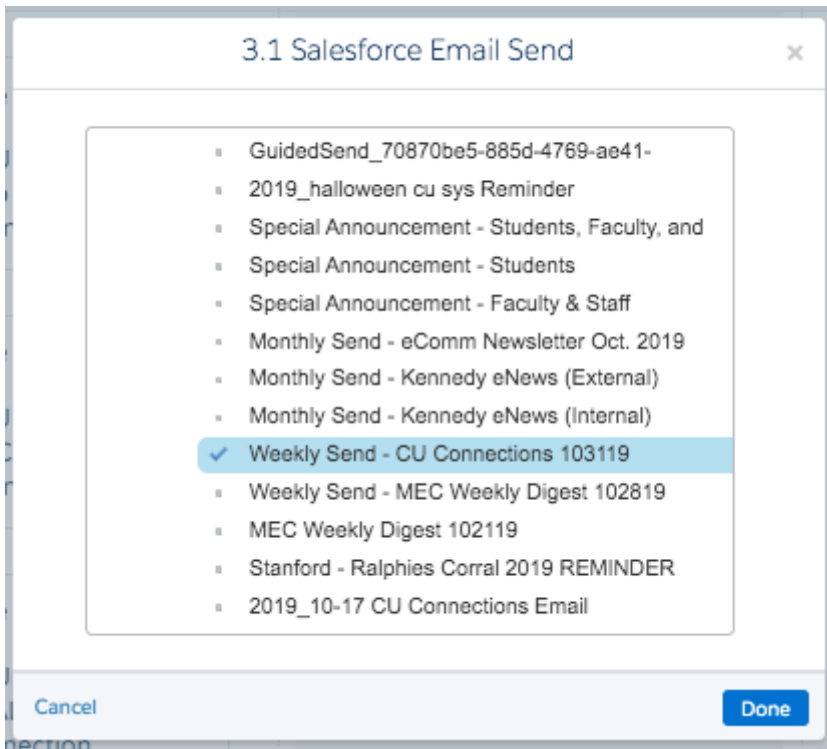 3.1 Salesforce Email Send
GuidedSend_70870be5-885d-4769-ae41-
2019_halloween cu sys Reminder
Special Announcement - Students, Faculty, and
Special Announcement - Students
Special Announcement - Faculty & Staff
Monthly Send - eComm Newsletter Oct. 2019
Monthly Send - Kennedy eNews (External)
Monthly Send - Kennedy eNews (Internal)
Weekly Send - CU Connections 103119
Weekly Send - MEC Weekly Digest 102819
MEC Weekly Digest 102119
Stanford - Ralphies Corral 2019 REMINDER
2019_10-17 CU Connections Email
Cancel
Done